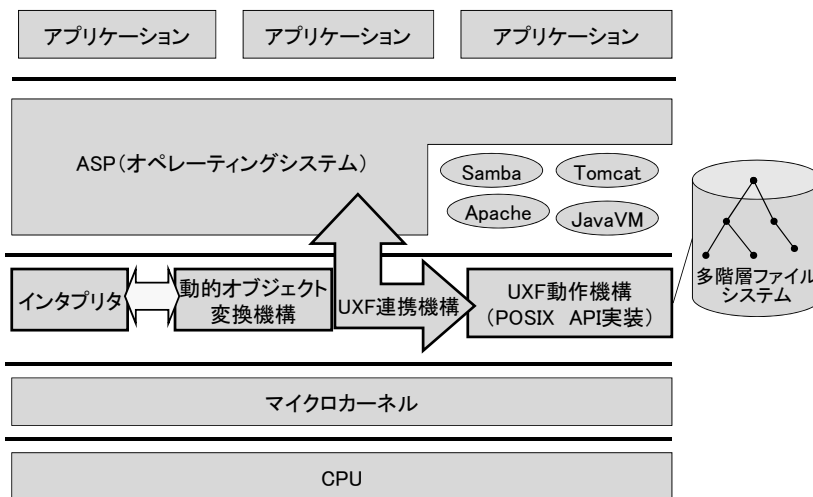 アプリケーション
アプリケーション
アプリケーション
ASP(オペレーティングシステム)
Samba
Tomcat
Apache
JavaVM
インタプリタ
動的オブジェクト
変換機構
UXF連携機構
UXF動作機構
(POSIX API実装)
多階層ファイル
システム
マイクロカーネル
CPU